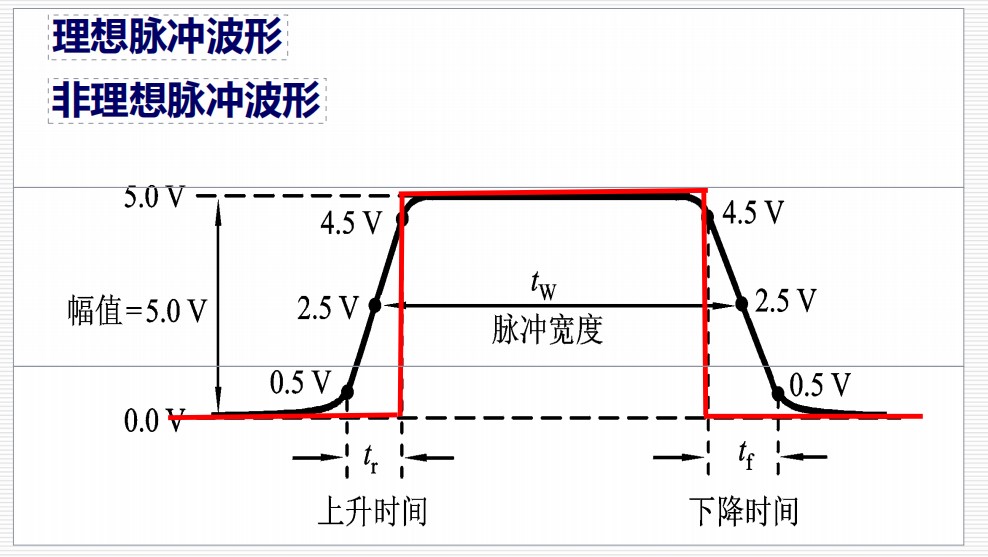 理想脉冲波形
非理想脉冲波形
5.0 V
4.5 V
4.5 V
2.5 V
t_W
2.5 V
幅值=5.0 V
脉冲宽度
0.5 V
0.5 V
0.0 V
t_r
t_f
上升时间
下降时间